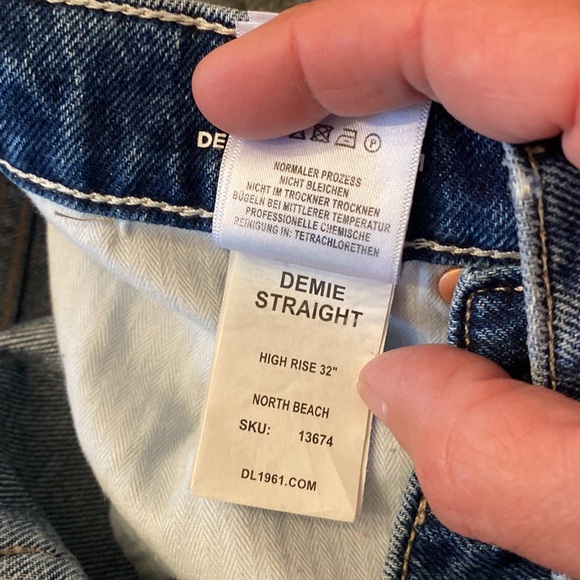 DE
NORMALER PROZESS
NICHT BLEICHEN
NICHT IM TROCKNER TROCKNEN
BÜGELN BEI MITTLERER TEMPERATUR
PROFESSIONELLE CHEMISCHE
REINIGUNG IN: TETRACHLORETHEN
DEMIE
STRAIGHT
HIGH RISE 32"
NORTH BEACH
SKU: 13674
DL1961.COM